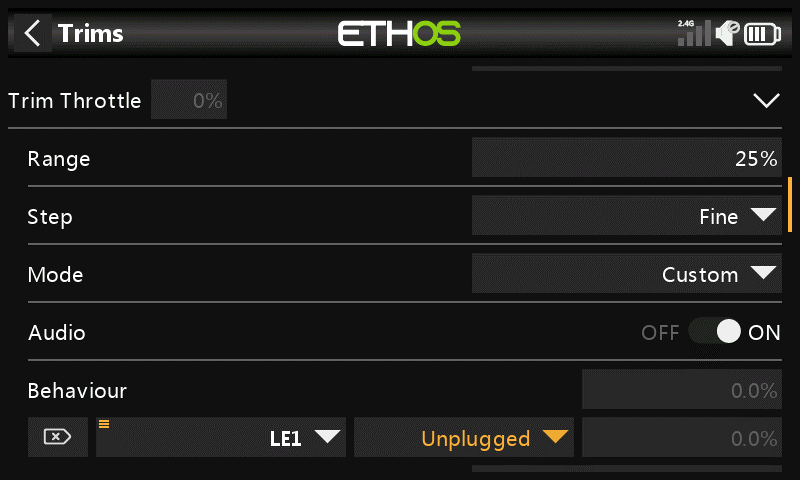 Trims ETHOS 2.4G
Trim Throttle 0%
Range 25%
Step Fine
Mode Custom
Audio OFF ON
Behaviour 0.0%
LE1 Unplugged 0.0%